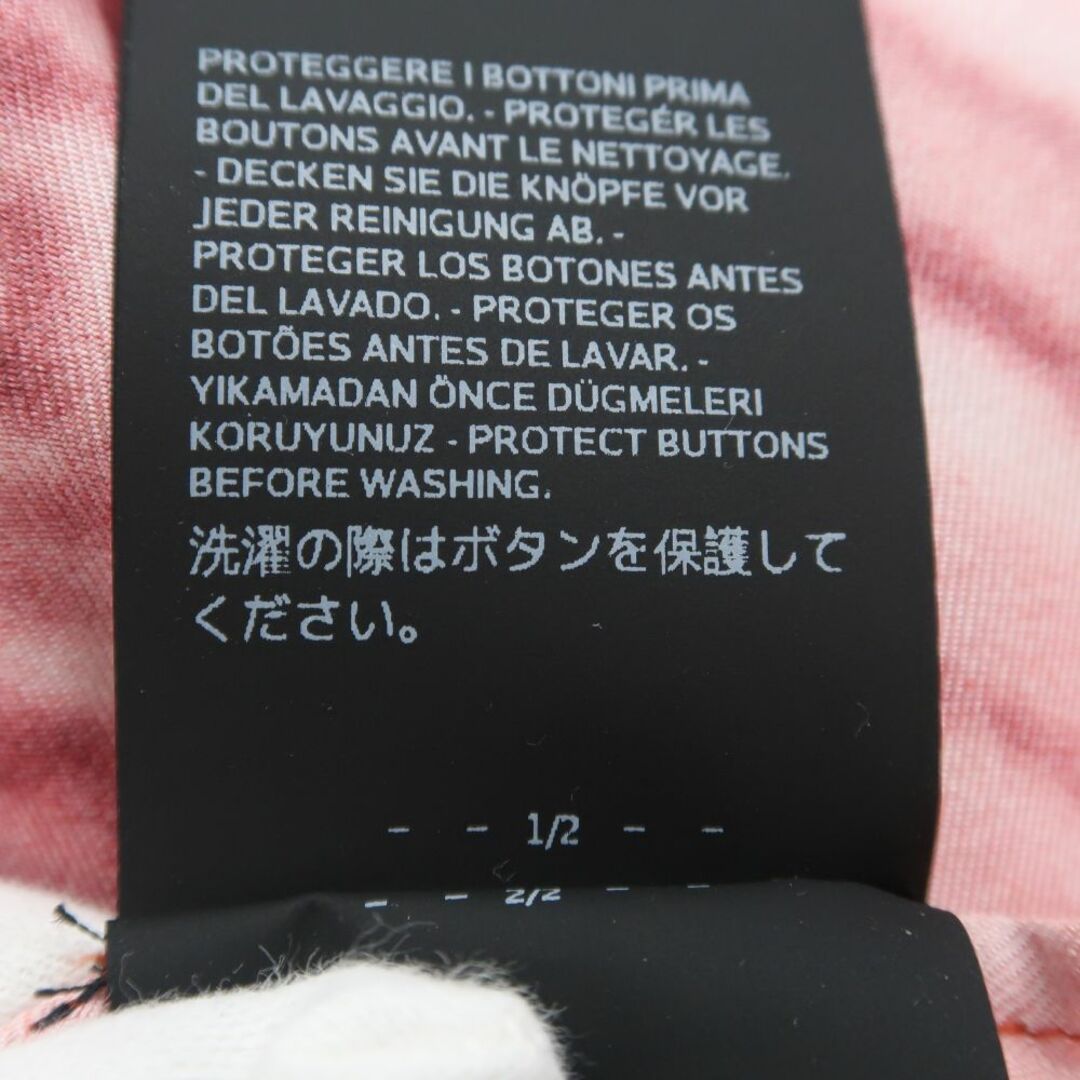 PROTEGGERE I BOTTONI PRIMA
DEL LAVAGGIO. - PROTEGÉR LES
BOUTONS AVANT LE NETTOYAGE.
- DECKEN SIE DIE KNÖPFE VOR
JEDER REINIGUNG AB. -
PROTEGER LOS BOTONES ANTES
DEL LAVADO. - PROTEGER OS
BOTÕES ANTES DE LAVAR. -
YIKAMADAN ÖNCE DÜGMELERI
KORUYUNUZ - PROTECT BUTTONS
BEFORE WASHING.
洗濯の際はボタンを保護して
ください。
- - 1/2 - -
- - 2/2 - -